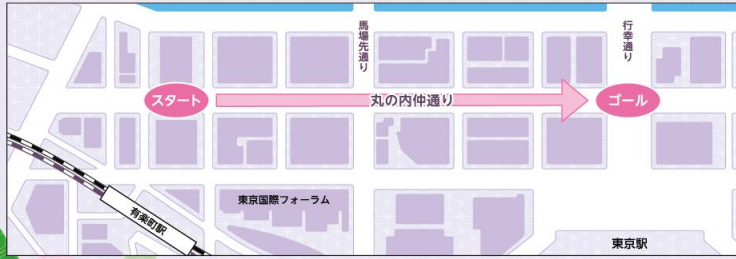 馬場先通り
行幸通り
スタート
丸の内仲通り
ゴール
東京国際フォーラム
有楽町駅
東京駅